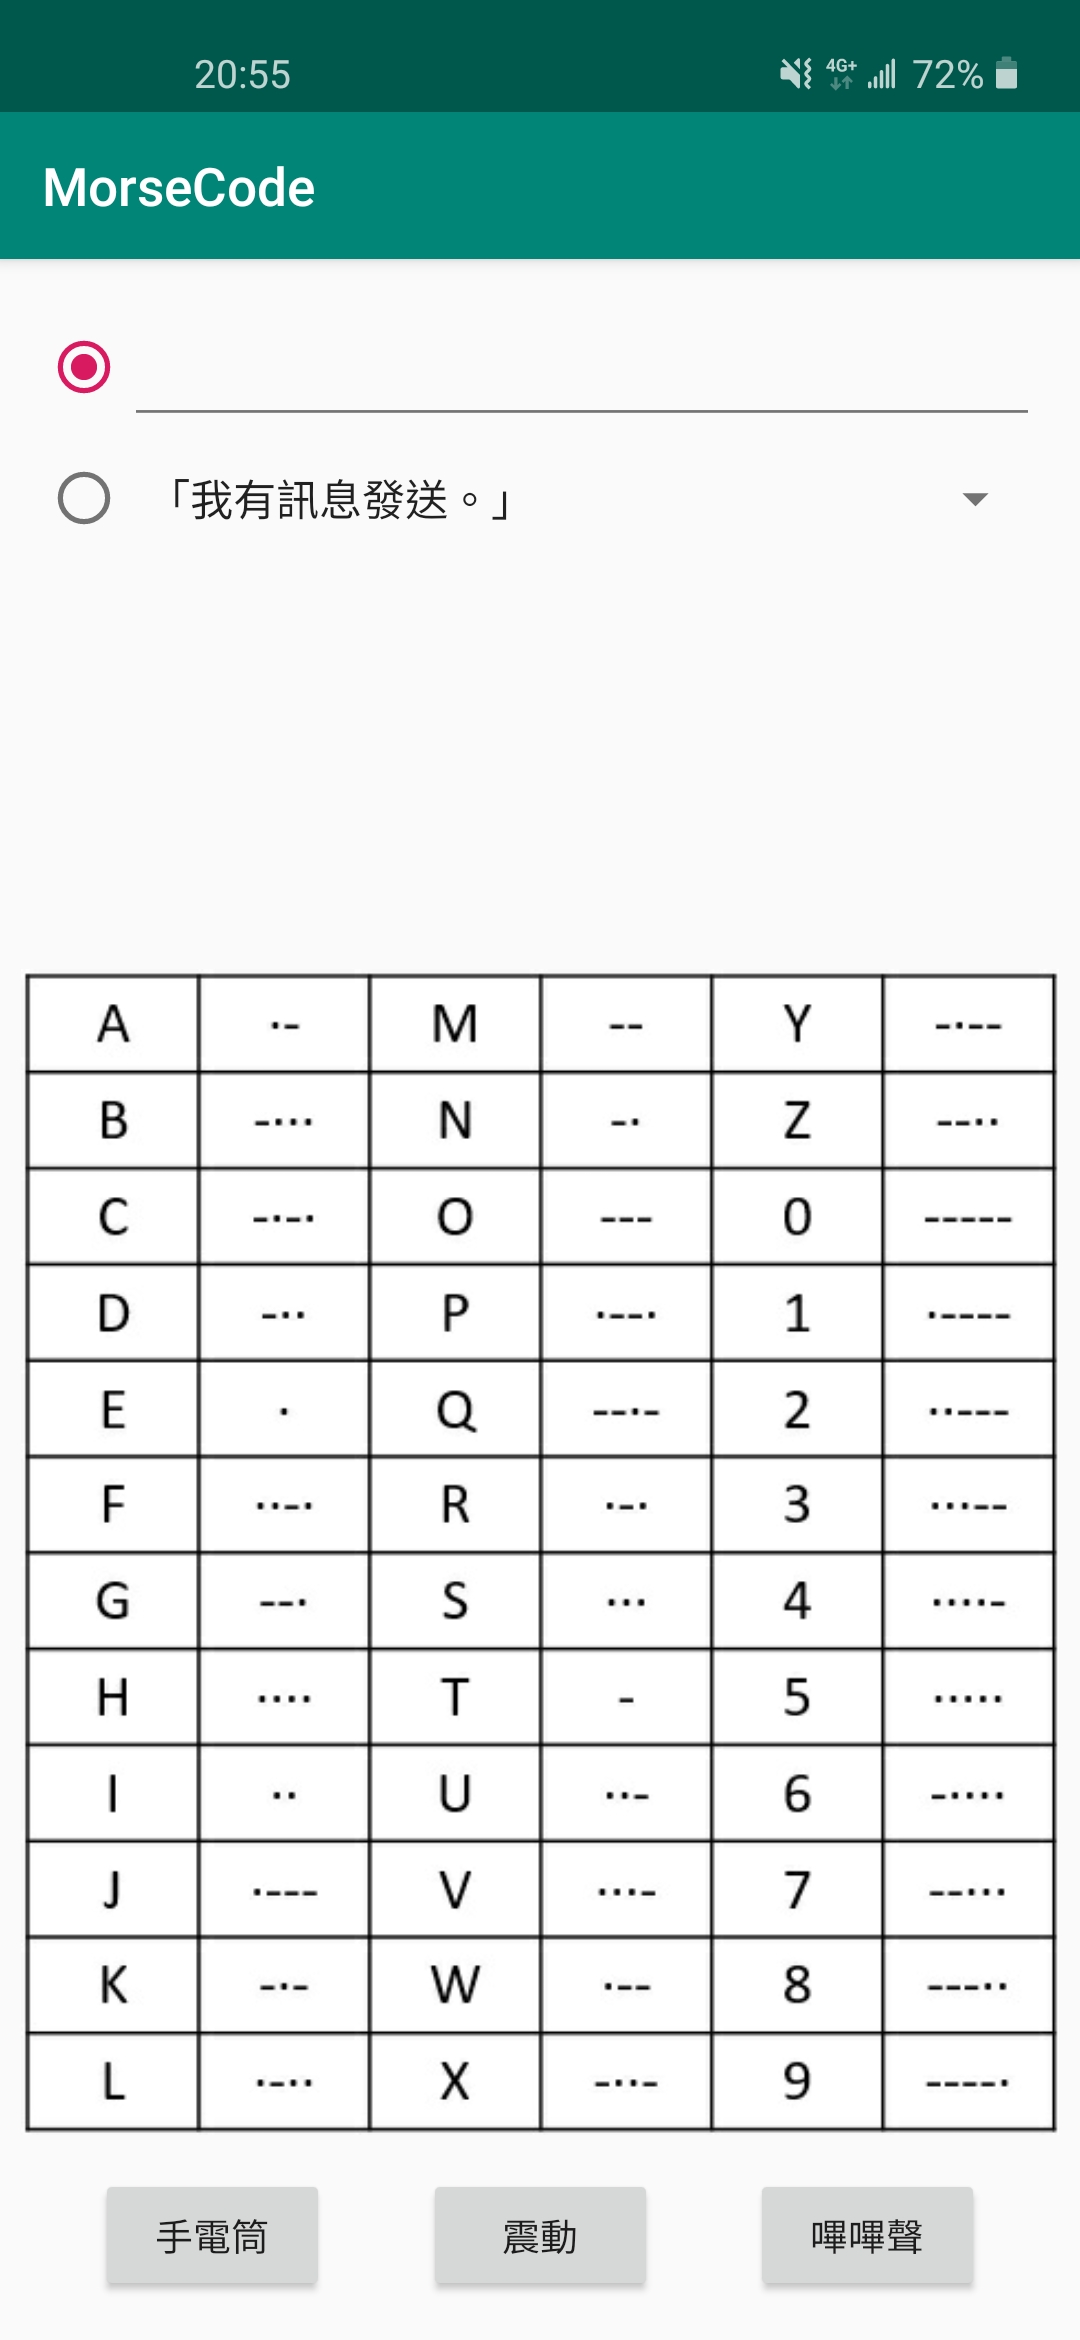 20:55 4G+ 72%
MorseCode
「我有訊息發送。」
A ·- M -- Y -·--
B -··· N -· Z --··
C -·-· O --- 0 -----
D -·· P ·--· 1 ·----
E · Q --·- 2 ··---
F ··-· R ·-· 3 ···--
G --· S ··· 4 ····-
H ···· T - 5 ·····
I ·· U ··- 6 -····
J ·--- V ···- 7 --···
K -·- W ·-- 8 ---··
L ·-·· X -··- 9 ----·
手電筒 震動 嗶嗶聲